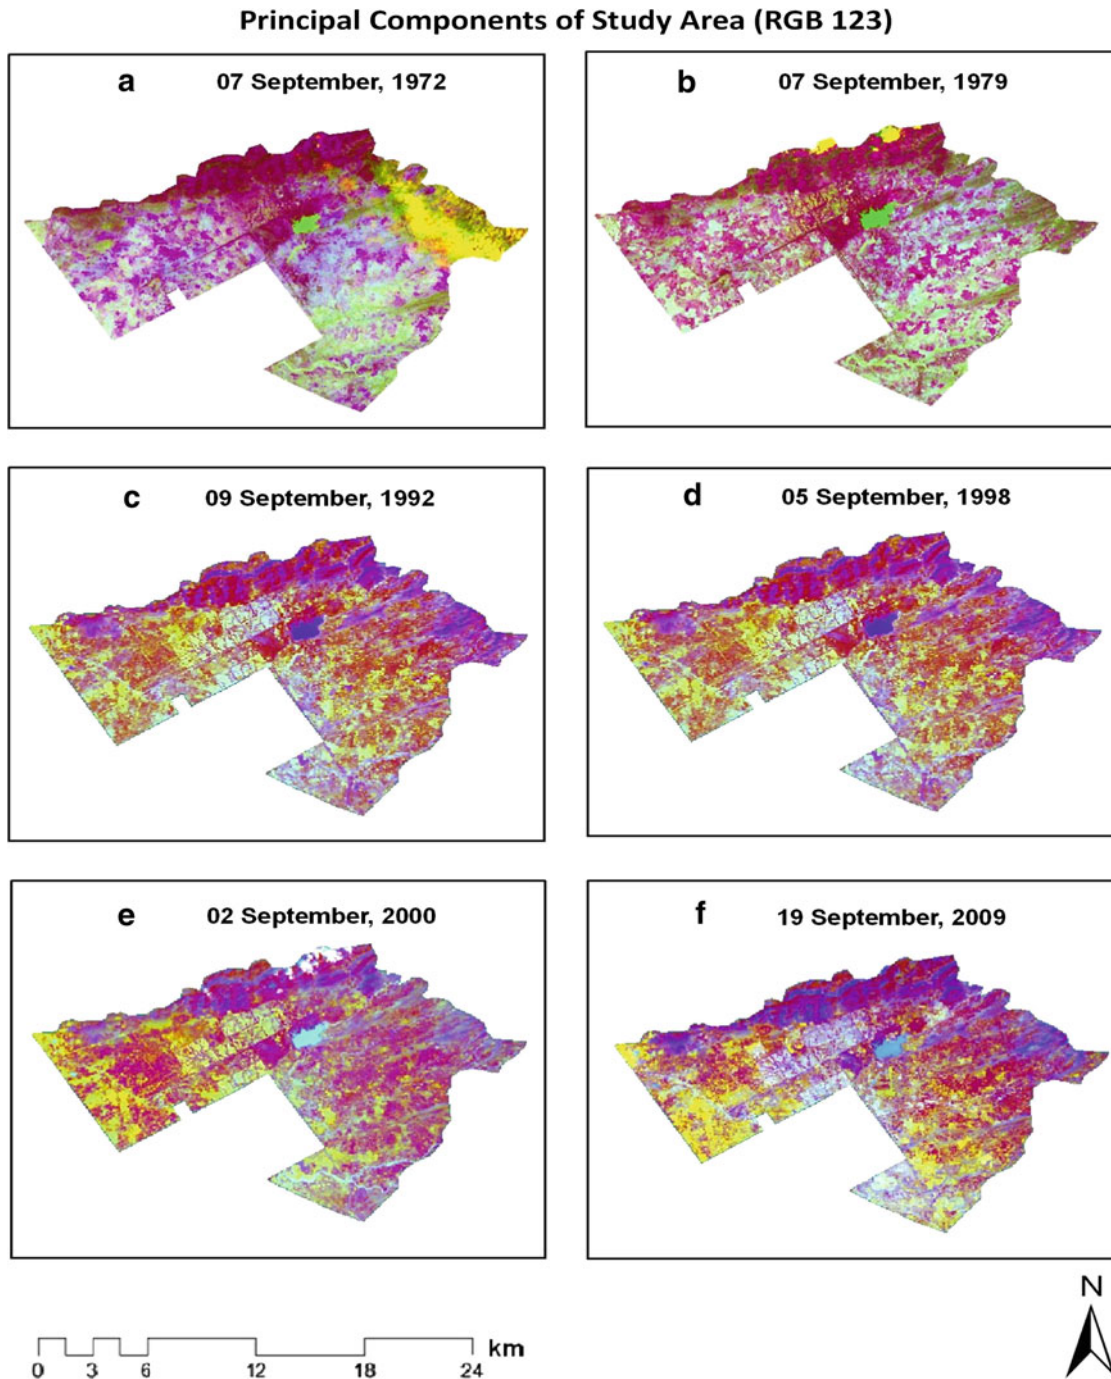 Principal Components of Study Area (RGB 123)
a 07 September, 1972
b 07 September, 1979
c 09 September, 1992
d 05 September, 1998
e 02 September, 2000
f 19 September, 2009
N
km
0 3 6 12 18 24